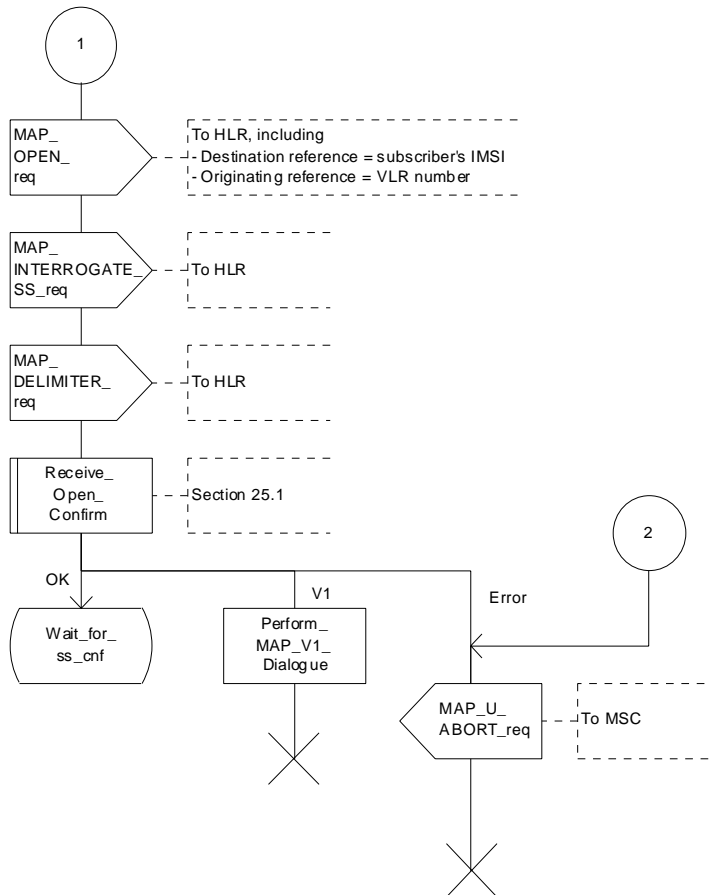 1
MAP_
OPEN_
req
To HLR, including
- Destination reference = subscriber's IMSI
- Originating reference = VLR number
MAP_
INTERROGATE_
SS_req
To HLR
MAP_
DELIMITER_
req
To HLR
Receive_
Open_
Confirm
Section 25.1
2
OK
V1
Error
Wait_for_
ss_cnf
Perform_
MAP_V1_
Dialogue
MAP_U_
ABORT_req
To MSC